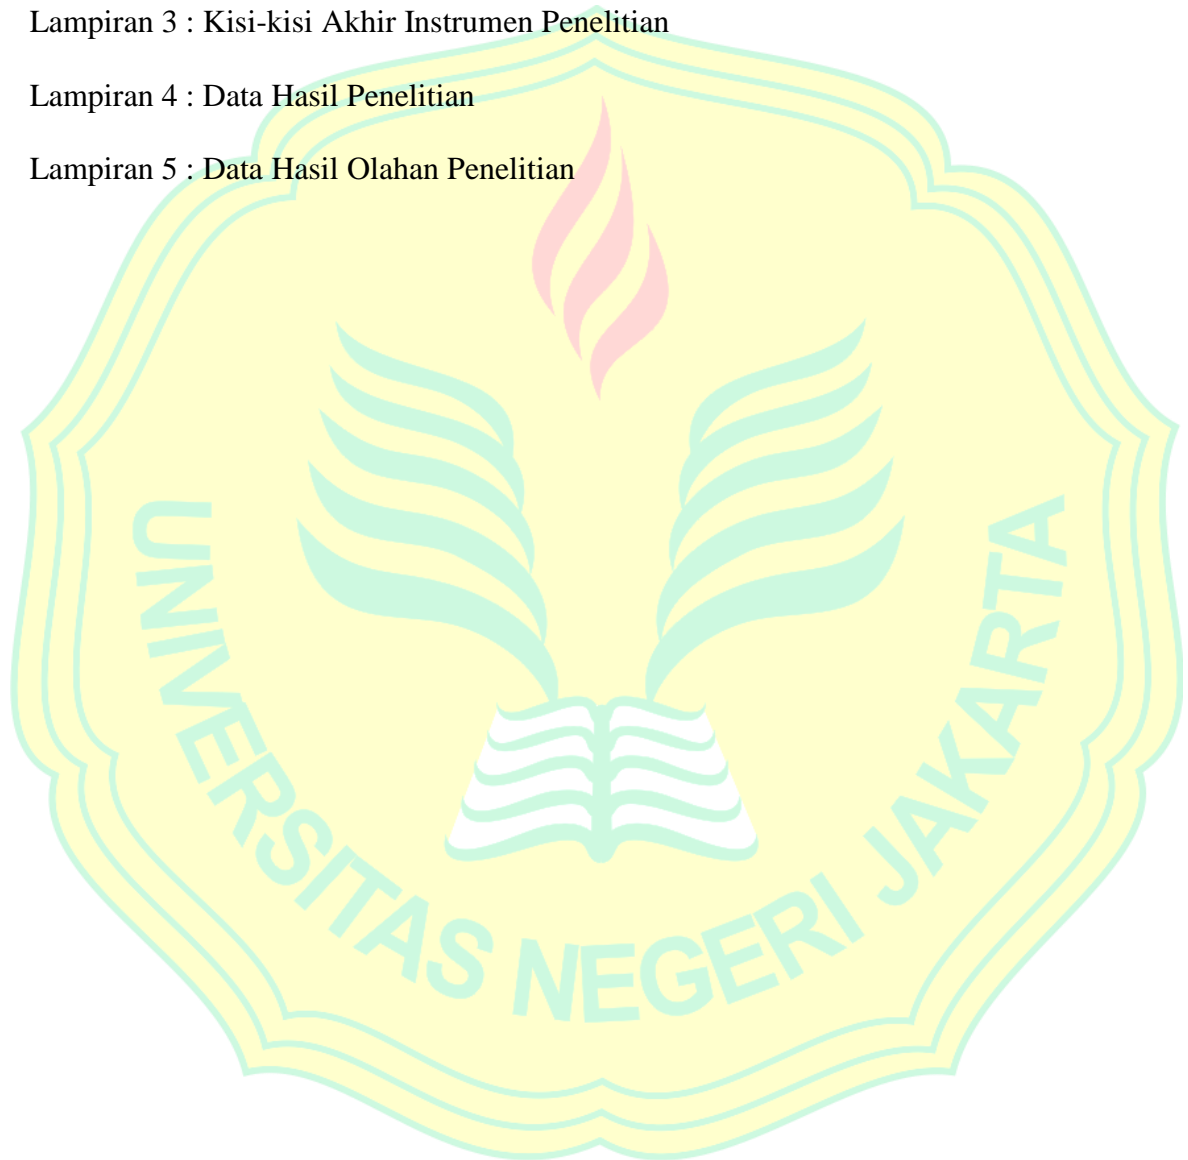 Lampiran 3 : Kisi-kisi Akhir Instrumen Penelitian
Lampiran 4 : Data Hasil Penelitian
Lampiran 5 : Data Hasil Olahan Penelitian
UNIVERSITAS NEGERI JAKARTA